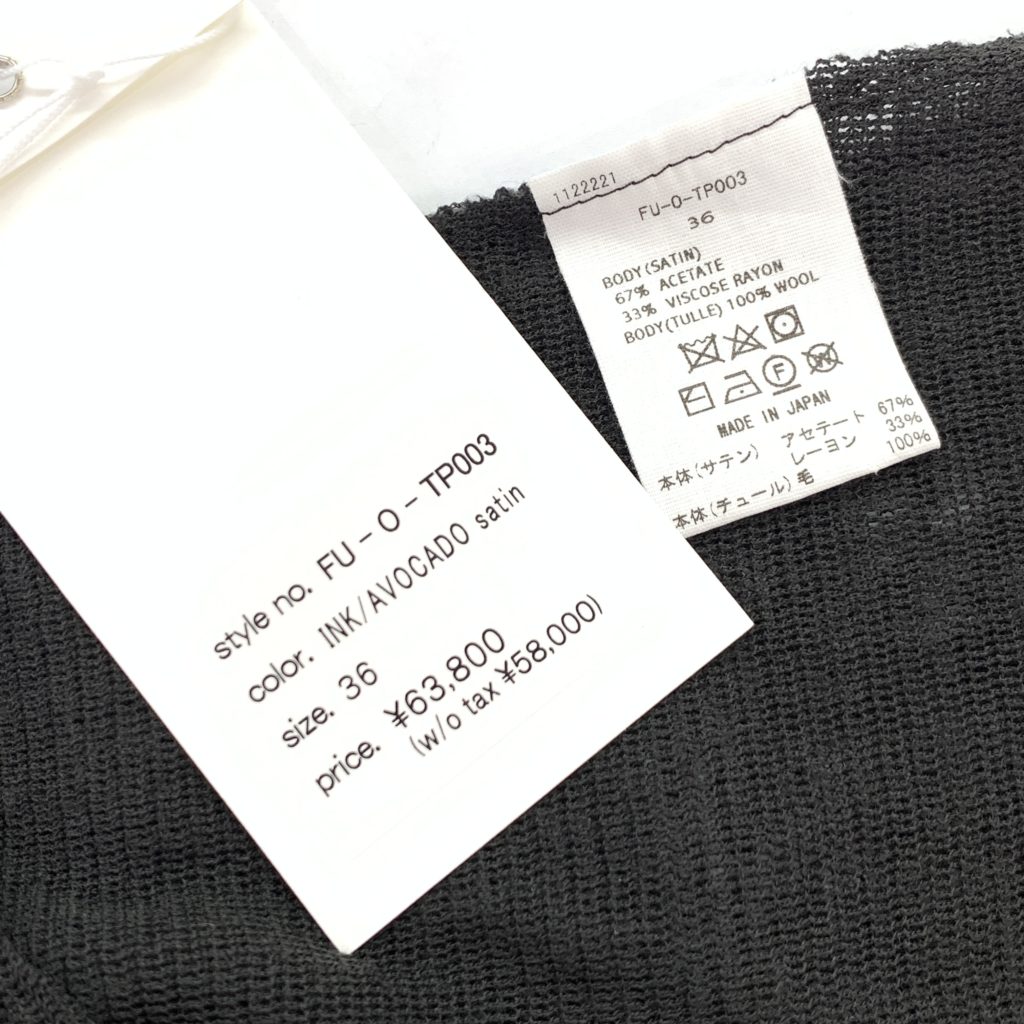 style no. FU - O - TP003
color. INK/AVOCADO satin
size. 36
price. ¥63,800
(w/o tax ¥58,000)
1122221
FU-O-TP003
36
BODY(SATIN)
67% ACETATE
33% VISCOSE RAYON
BODY(TULLE) 100% WOOL
F W
MADE IN JAPAN
本体(サテン) アセテート 67%
レーヨン 33%
本体(チュール) 毛 100%